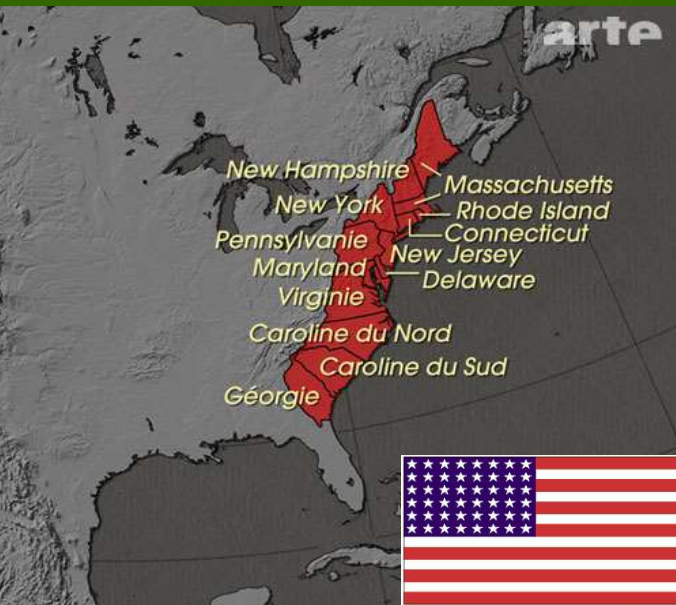 arte
New Hampshire
Massachusetts
New York
Rhode Island
Connecticut
Pennsylvanie
New Jersey
Maryland
Delaware
Virginie
Caroline du Nord
Caroline du Sud
Géorgie